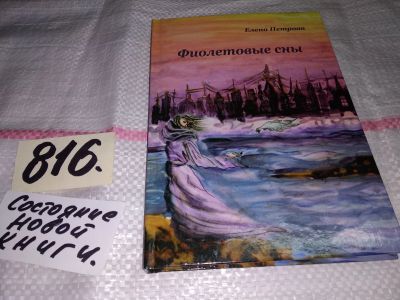 Елена Петрова
Фиолетовые сны
816.
Состояние
новой
книги.